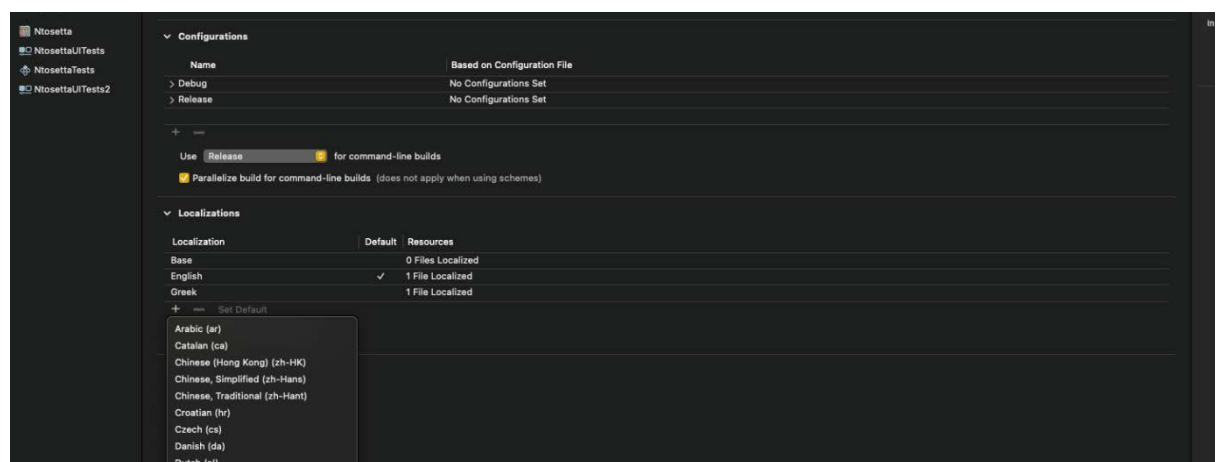 Ntosetta
NtosettaUITests
NtosettaTests
NtosettaUITests2
Configurations
Name Based on Configuration File
Debug No Configurations Set
Release No Configurations Set
+ —
Use Release for command-line builds
Parallelize build for command-line builds (does not apply when using schemes)
Localizations
Localization Default Resources
Base 0 Files Localized
English ✓ 1 File Localized
Greek 1 File Localized
+ — Set Default
Arabic (ar)
Catalan (ca)
Chinese (Hong Kong) (zh-HK)
Chinese, Simplified (zh-Hans)
Chinese, Traditional (zh-Hant)
Croatian (hr)
Czech (cs)
Danish (da)
In